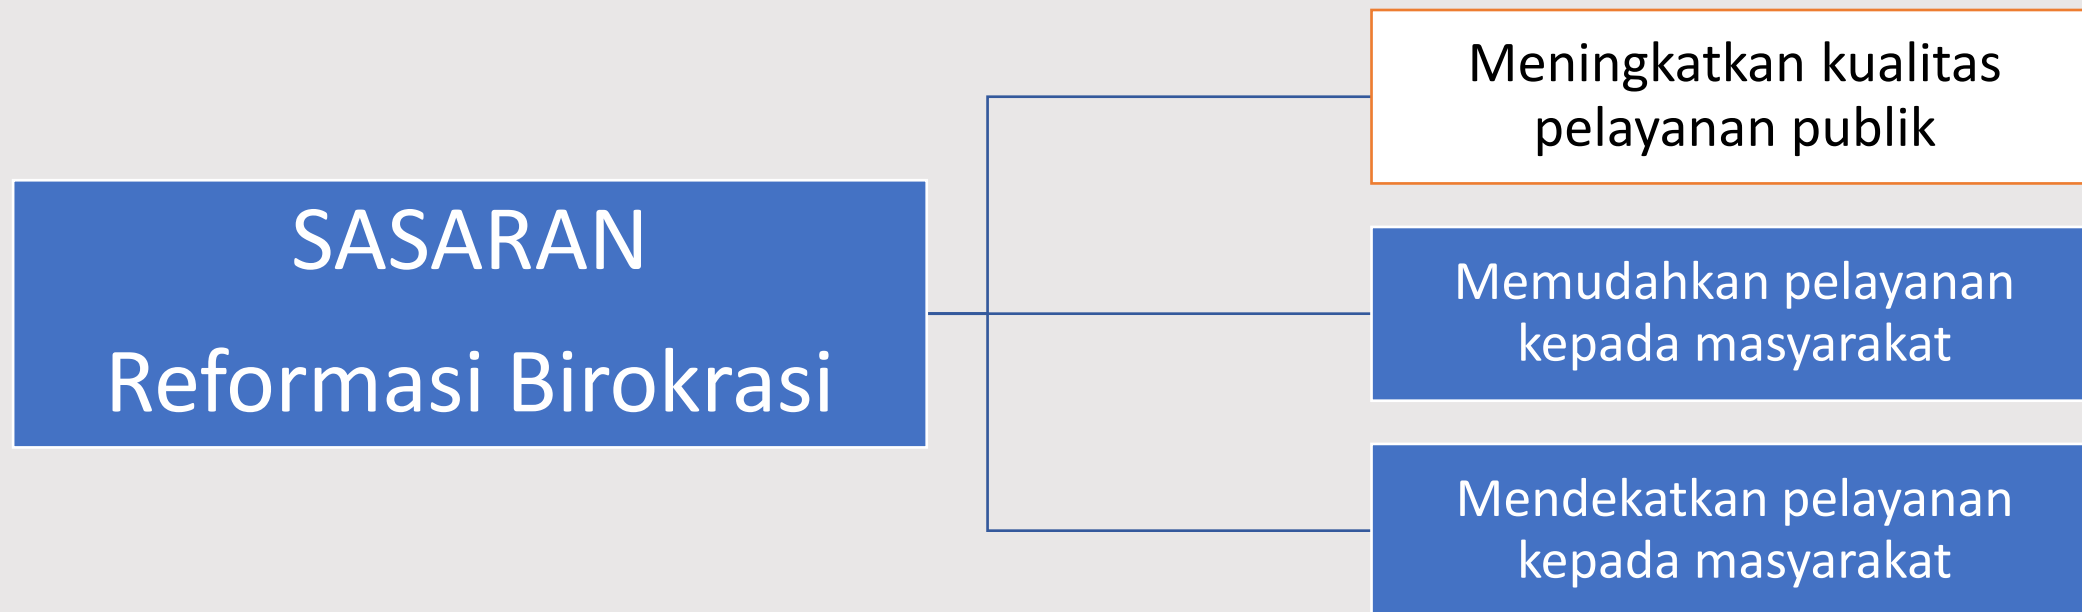 SASARAN
Reformasi Birokrasi
Meningkatkan kualitas
pelayanan publik
Memudahkan pelayanan
kepada masyarakat
Mendekatkan pelayanan
kepada masyarakat